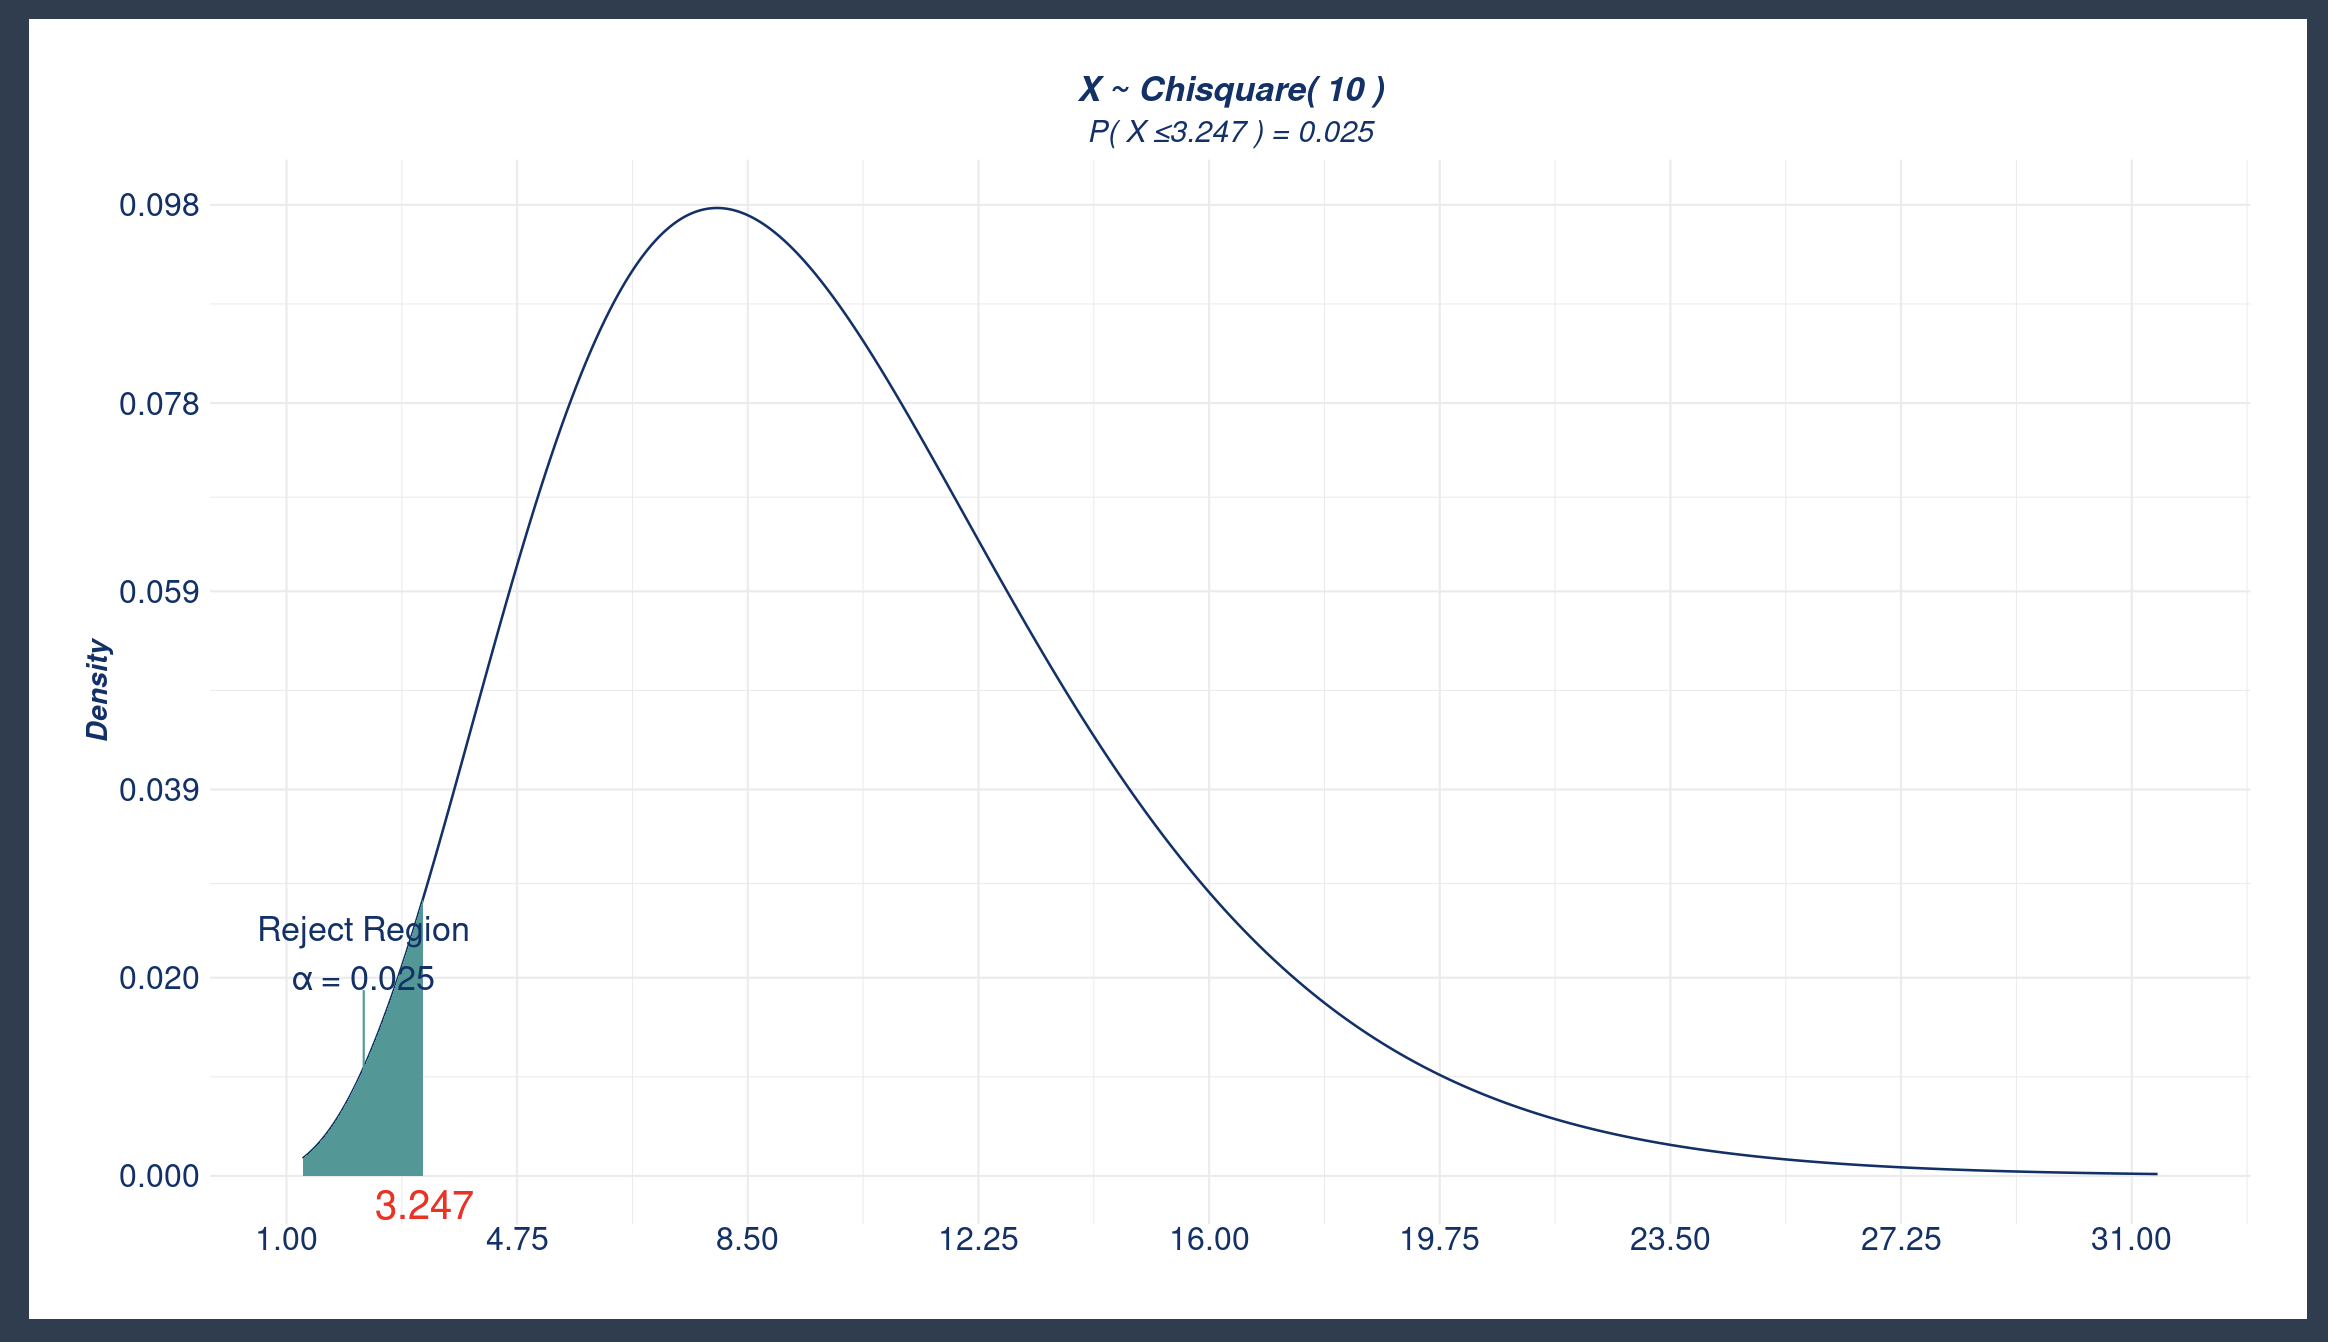 X ~ Chisquare( 10 )
P( X ≤3.247 ) = 0.025
0.098
0.078
0.059
0.039
0.020
0.000
Density
Reject Region
α = 0.025
3.247
1.00 4.75 8.50 12.25 16.00 19.75 23.50 27.25 31.00